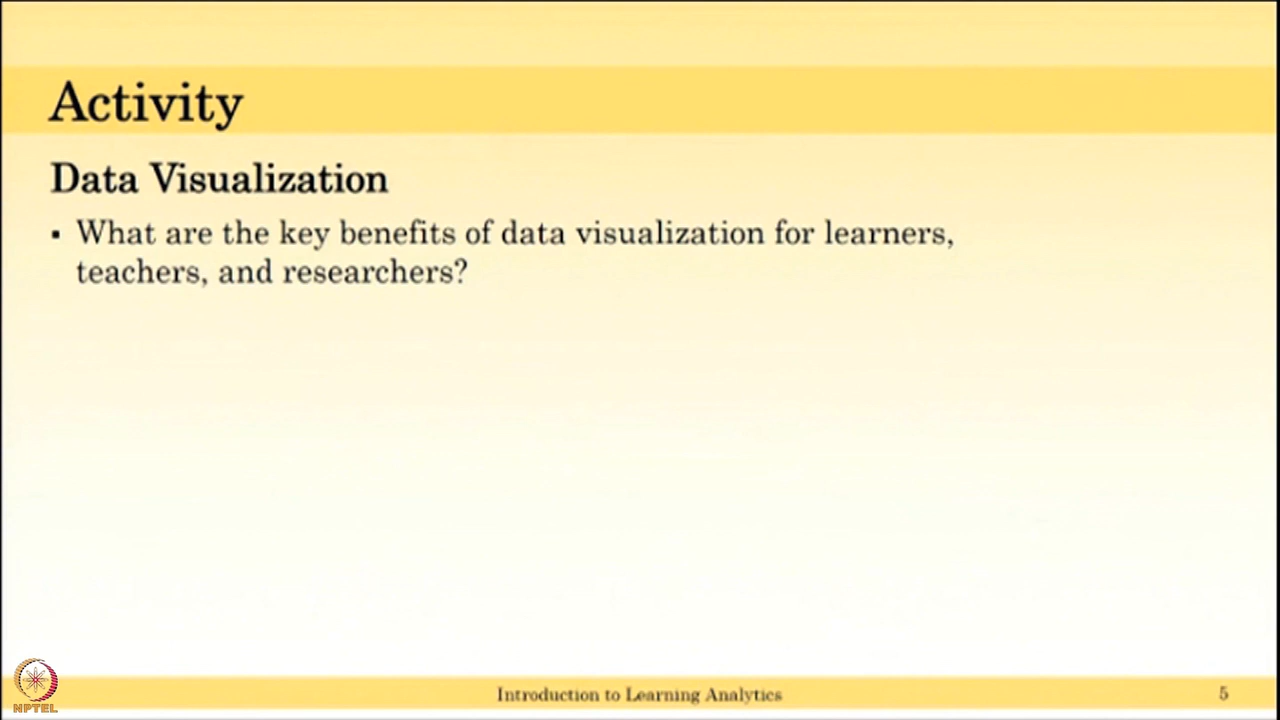 Activity
Data Visualization
▪ What are the key benefits of data visualization for learners,
teachers, and researchers?
NPTEL
Introduction to Learning Analytics
5